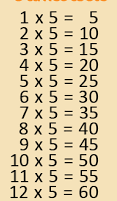 1 x 5 = 5
2 x 5 = 10
3 x 5 = 15
4 x 5 = 20
5 x 5 = 25
6 x 5 = 30
7 x 5 = 35
8 x 5 = 40
9 x 5 = 45
10 x 5 = 50
11 x 5 = 55
12 x 5 = 60